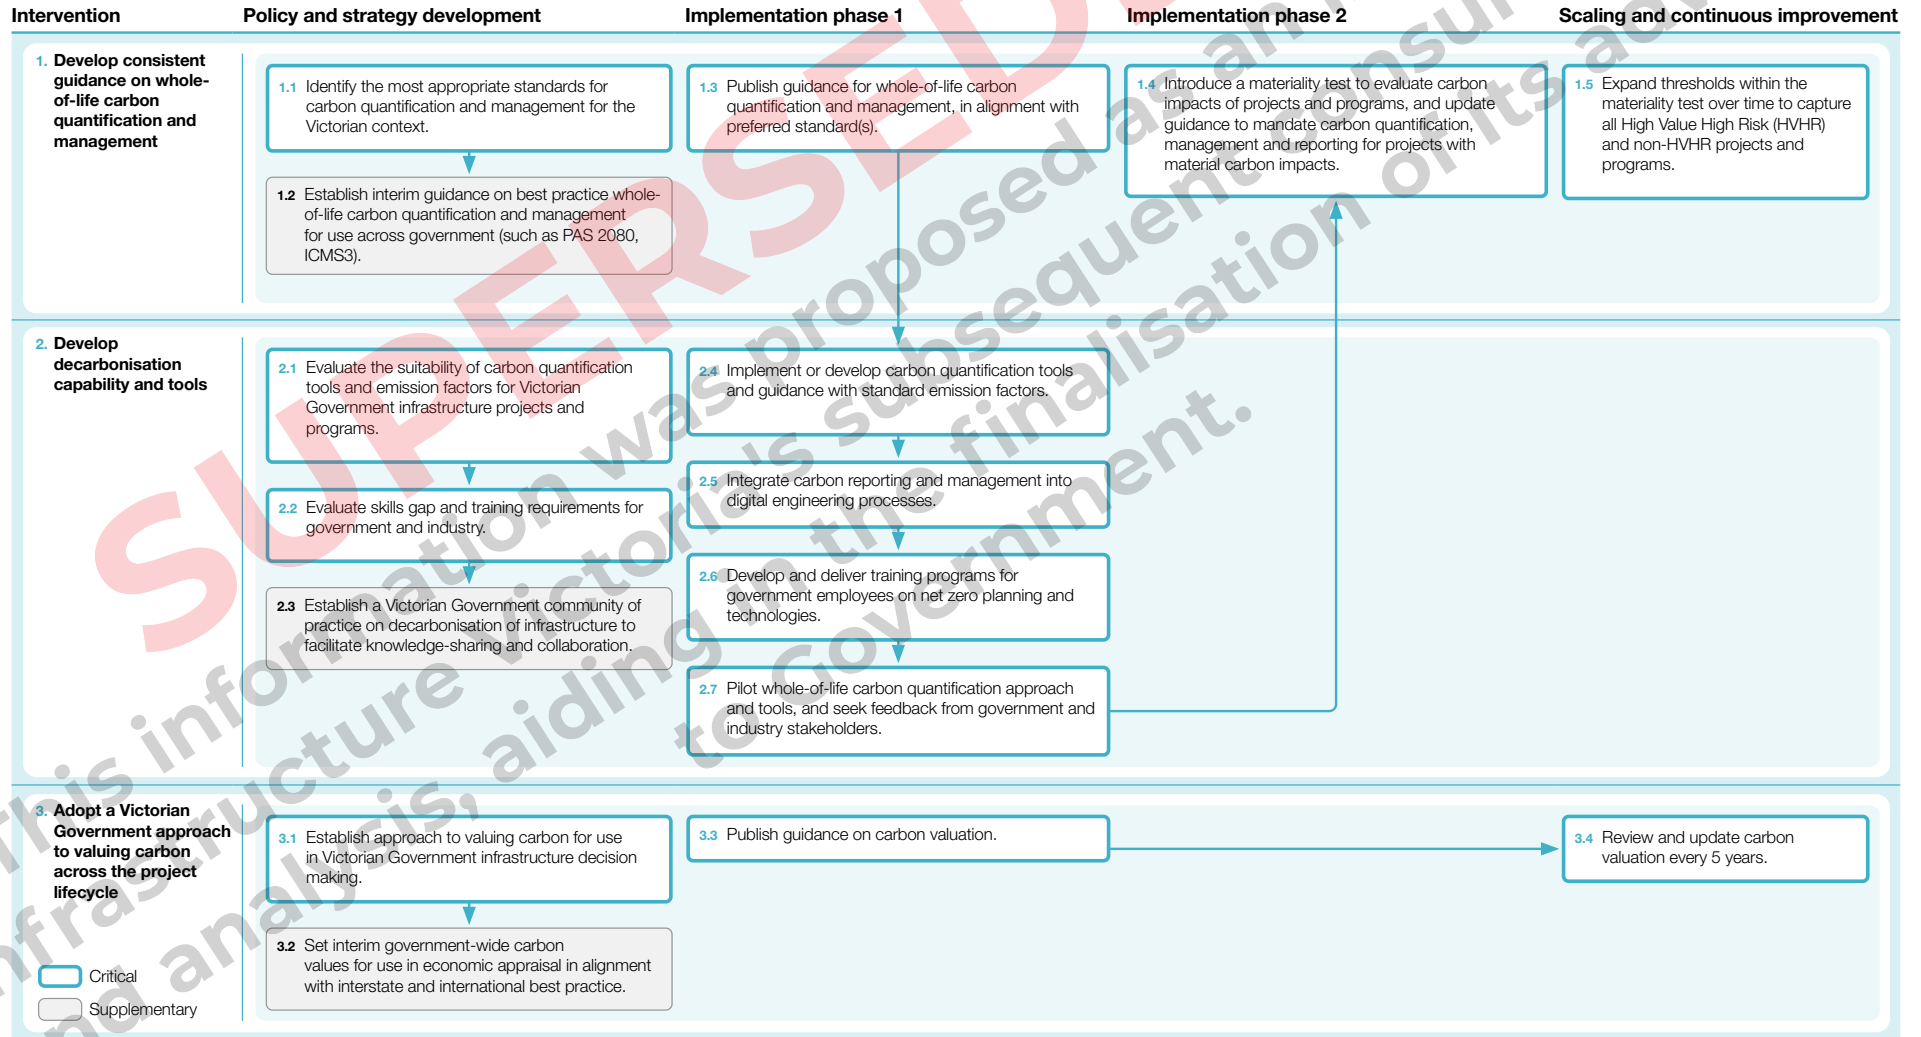 Intervention
Policy and strategy development
Implementation phase 1
Implementation phase 2
Scaling and continuous improvement
1. Develop consistent
guidance on whole-
of-life carbon
quantification and
management
1.1 Identify the most appropriate standards for
carbon quantification and management for the
Victorian context.
1.2 Establish interim guidance on best practice whole-
of-life carbon quantification and management
for use across government (such as PAS 2080,
ICMS3).
1.3 Publish guidance for whole-of-life carbon
quantification and management, in alignment with
preferred standard(s).
1.4 Introduce a materiality test to evaluate carbon
impacts of projects and programs, and update
guidance to mandate carbon quantification,
management and reporting for projects with
material carbon impacts.
1.5 Expand thresholds within the
materiality test over time to capture
all High Value High Risk (HVHR)
and non-HVHR projects and
programs.
2. Develop
decarbonisation
capability and tools
2.1 Evaluate the suitability of carbon quantification
tools and emission factors for Victorian
Government infrastructure projects and
programs.
2.2 Evaluate skills gap and training requirements for
government and industry.
2.3 Establish a Victorian Government community of
practice on decarbonisation of infrastructure to
facilitate knowledge-sharing and collaboration.
2.4 Implement or develop carbon quantification tools
and guidance with standard emission factors.
2.5 Integrate carbon reporting and management into
digital engineering processes.
2.6 Develop and deliver training programs for
government employees on net zero planning and
technologies.
2.7 Pilot whole-of-life carbon quantification approach
and tools, and seek feedback from government and
industry stakeholders.
3. Adopt a Victorian
Government approach
to valuing carbon
across the project
lifecycle
3.1 Establish approach to valuing carbon for use
in Victorian Government infrastructure decision
making.
3.2 Set interim government-wide carbon
values for use in economic appraisal in alignment
with interstate and international best practice.
3.3 Publish guidance on carbon valuation.
3.4 Review and update carbon
valuation every 5 years.
Critical
Supplementary
SUPERSEDE
This information was proposed as an
Infrastructure Victoria's subsequent consul
and analysis, aiding in the finalisation of its adv
to Government.